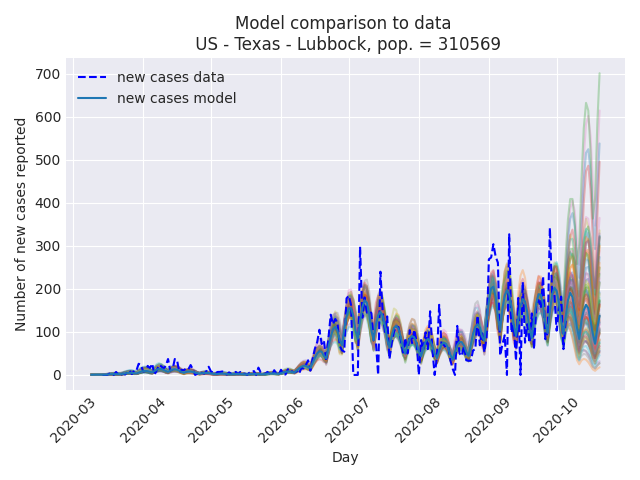 Model comparison to data
US - Texas - Lubbock, pop. = 310569
new cases data
new cases model
Number of new cases reported
700
600
500
400
300
200
100
0
2020-03
2020-04
2020-05
2020-06
2020-07
2020-08
2020-09
2020-10
Day